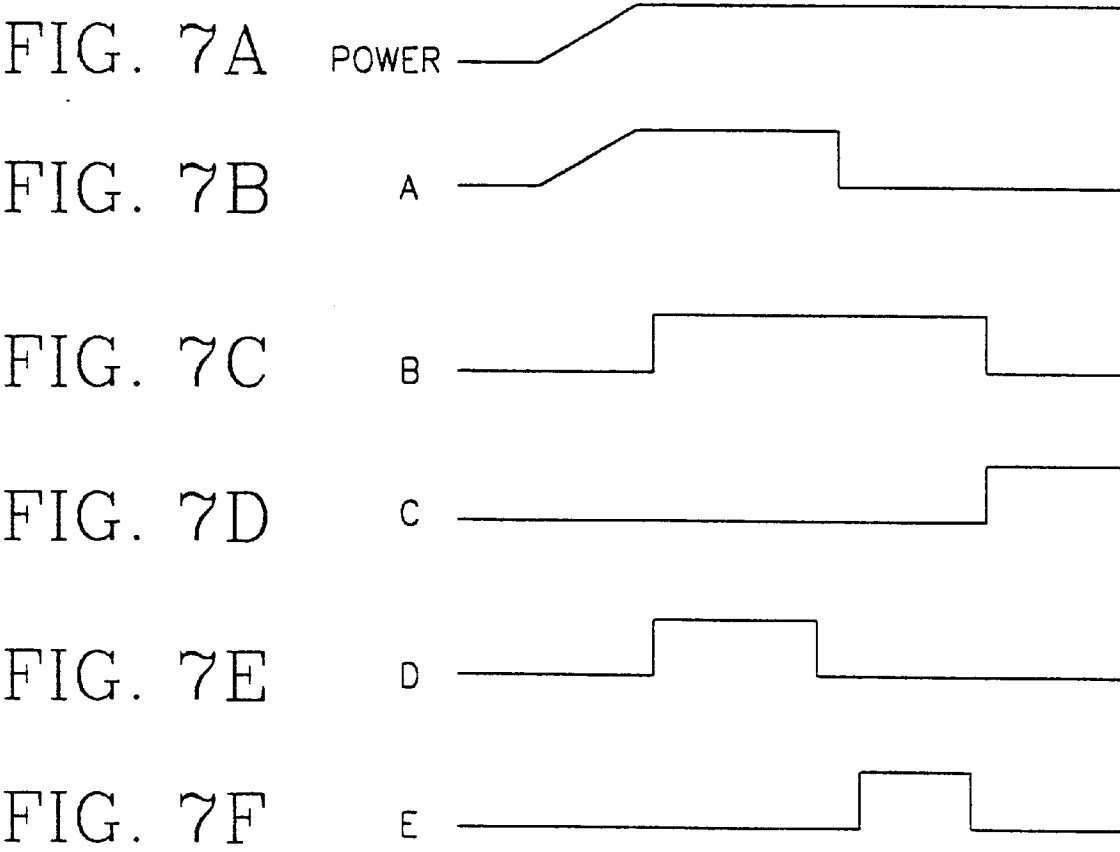 FIG. 7A POWER
FIG. 7B A
FIG. 7C B
FIG. 7D C
FIG. 7E D
FIG. 7F E